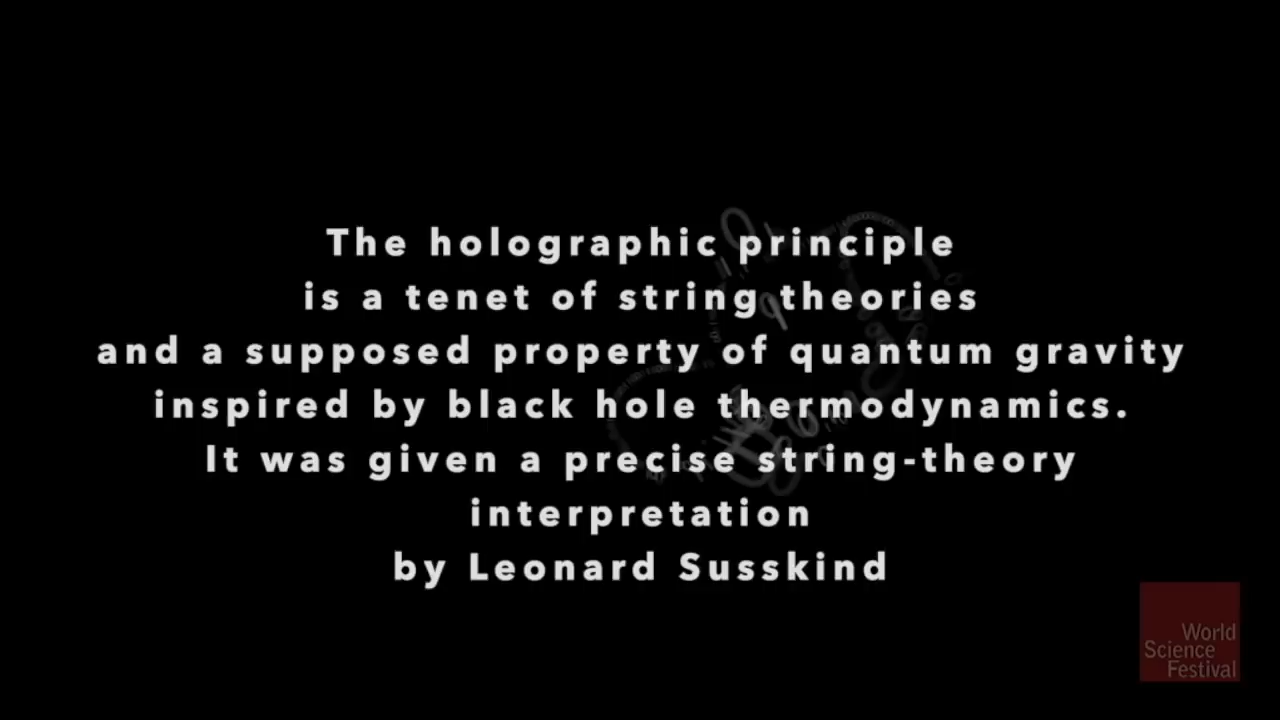 The holographic principle
is a tenet of string theories
and a supposed property of quantum gravity
inspired by black hole thermodynamics.
It was given a precise string-theory
interpretation
by Leonard Susskind
World
Science
Festival